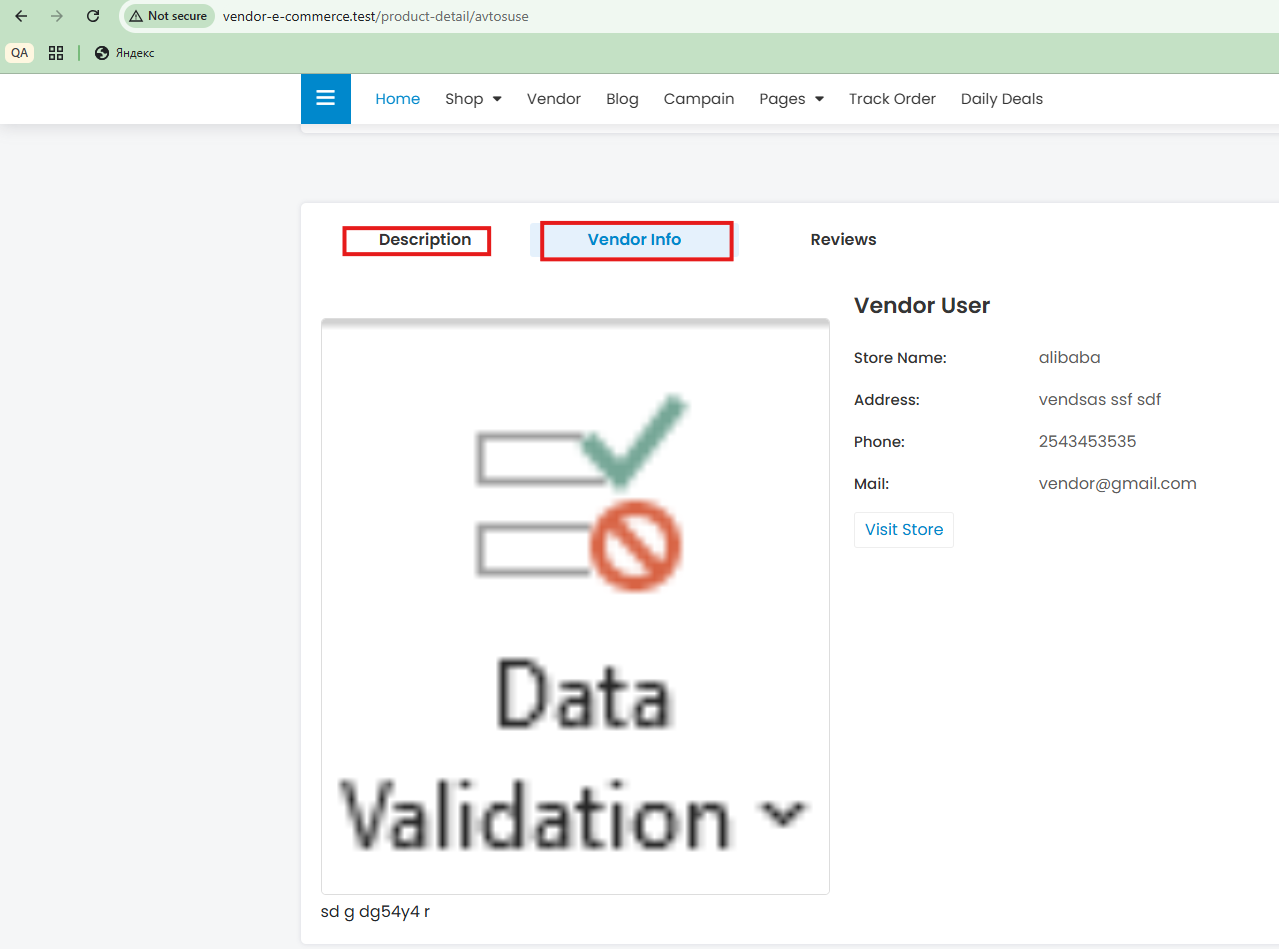 Not secure vendor-e-commerce.test/product-detail/avtosuse
QA Яндекс
Home Shop Vendor Blog Campain Pages Track Order Daily Deals
Description Vendor Info Reviews
Vendor User
Store Name: alibaba
Address: vendsas ssf sdf
Phone: 2543453535
Mail: vendor@gmail.com
Visit Store
Data
Validation
sd g dg54y4 r